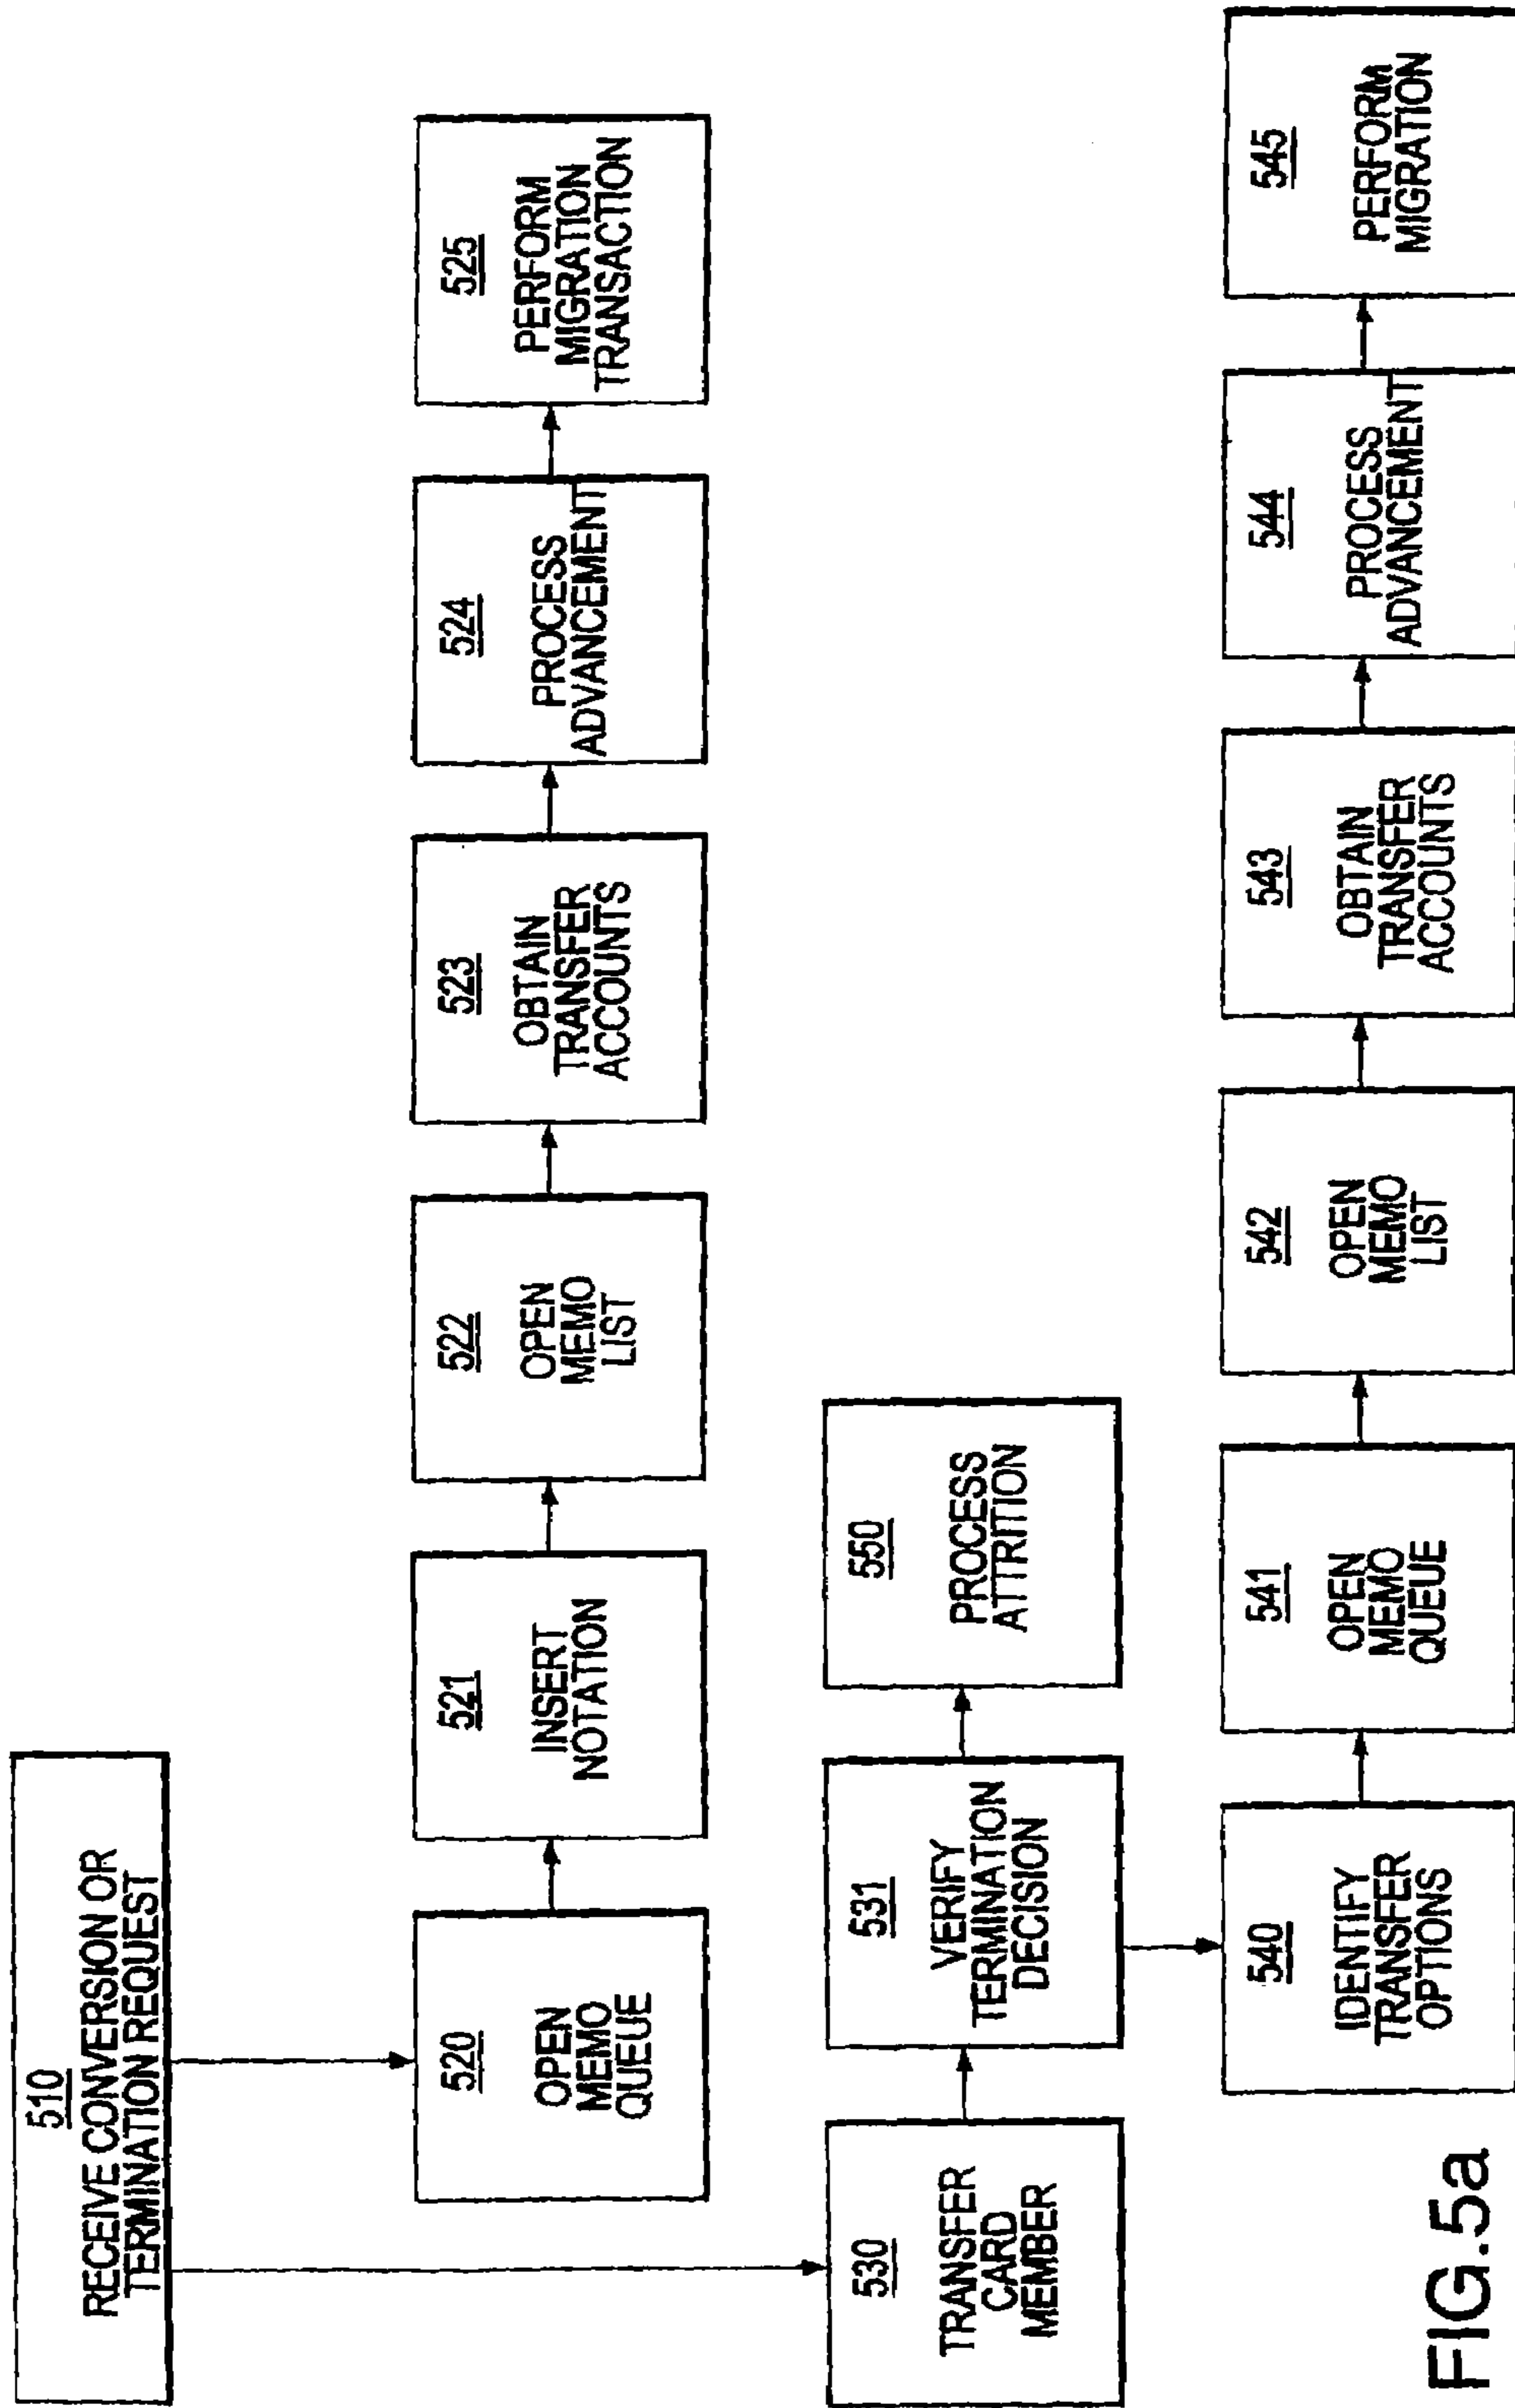 510
RECEIVE CONVERSION OR
TERMINATION REQUEST
520
OPEN
MEMO
QUEUE
521
INSERT
NOTATION
522
OPEN
MEMO
LIST
523
OBTAIN
TRANSFER
ACCOUNTS
524
PROCESS
ADVANCEMENT
525
PERFORM
MIGRATION
TRANSACTION
530
TRANSFER
CARD
MEMBER
531
VERIFY
TERMINATION
DECISION
550
PROCESS
ATTRITION
540
IDENTIFY
TRANSFER
OPTIONS
541
OPEN
MEMO
QUEUE
542
OPEN
MEMO
LIST
543
OBTAIN
TRANSFER
ACCOUNTS
544
PROCESS
ADVANCEMENT
545
PERFORM
MIGRATION
FIG.5a